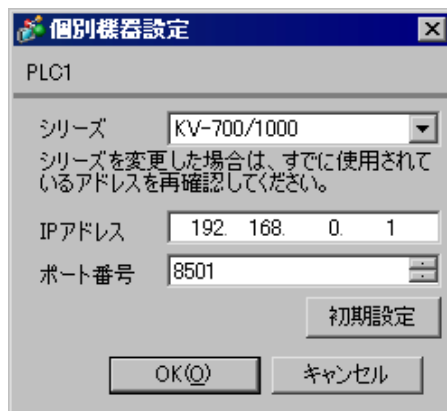 個別機器設定
PLC1
シリーズ KV-700/1000
シリーズを変更した場合は、すでに使用されて
いるアドレスを再確認してください。
IPアドレス 192. 168. 0. 1
ポート番号 8501
初期設定
OK(O) キャンセル